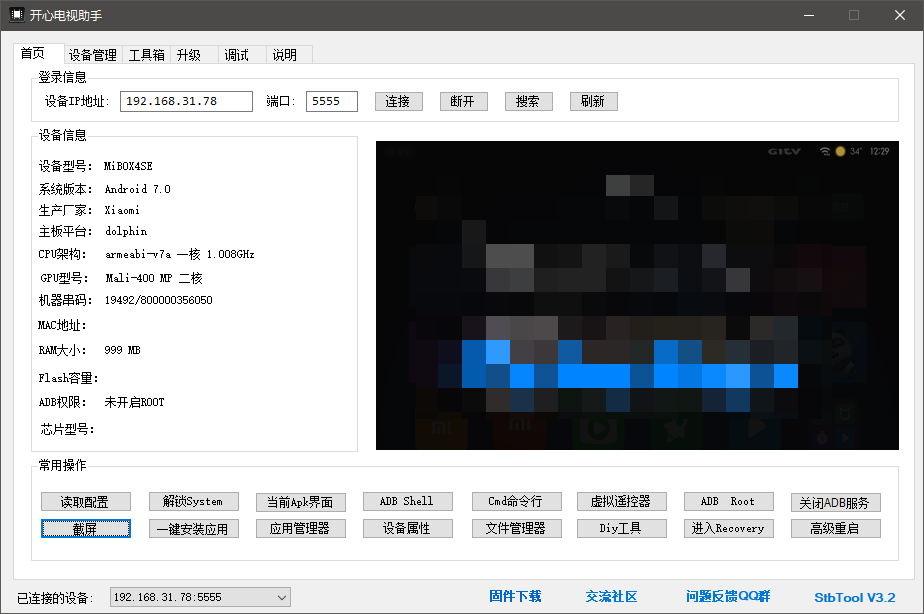 开心电视助手
首页 设备管理 工具箱 升级 调试 说明
登录信息
设备IP地址: 192.168.31.78 端口: 5555 连接 断开 搜索 刷新
设备信息
GITV 34° 12:29
设备型号: MiBOX4SE
系统版本: Android 7.0
生产厂家: Xiaomi
主板平台: dolphin
CPU架构: armeabi-v7a 一核 1.008GHz
GPU型号: Mali-400 MP 二核
机器串码: 19492/800000356050
MAC地址:
RAM大小: 999 MB
Flash容量:
ADB权限: 未开启ROOT
芯片型号:
常用操作
读取配置 解锁System 当前Apk界面 ADB Shell Cmd命令行 虚拟遥控器 ADB Root 关闭ADB服务
截屏 一键安装应用 应用管理器 设备属性 文件管理器 Diy工具 进入Recovery 高级重启
已连接的设备: 192.168.31.78:5555 固件下载 交流社区 问题反馈QQ群 StbTool V3.2